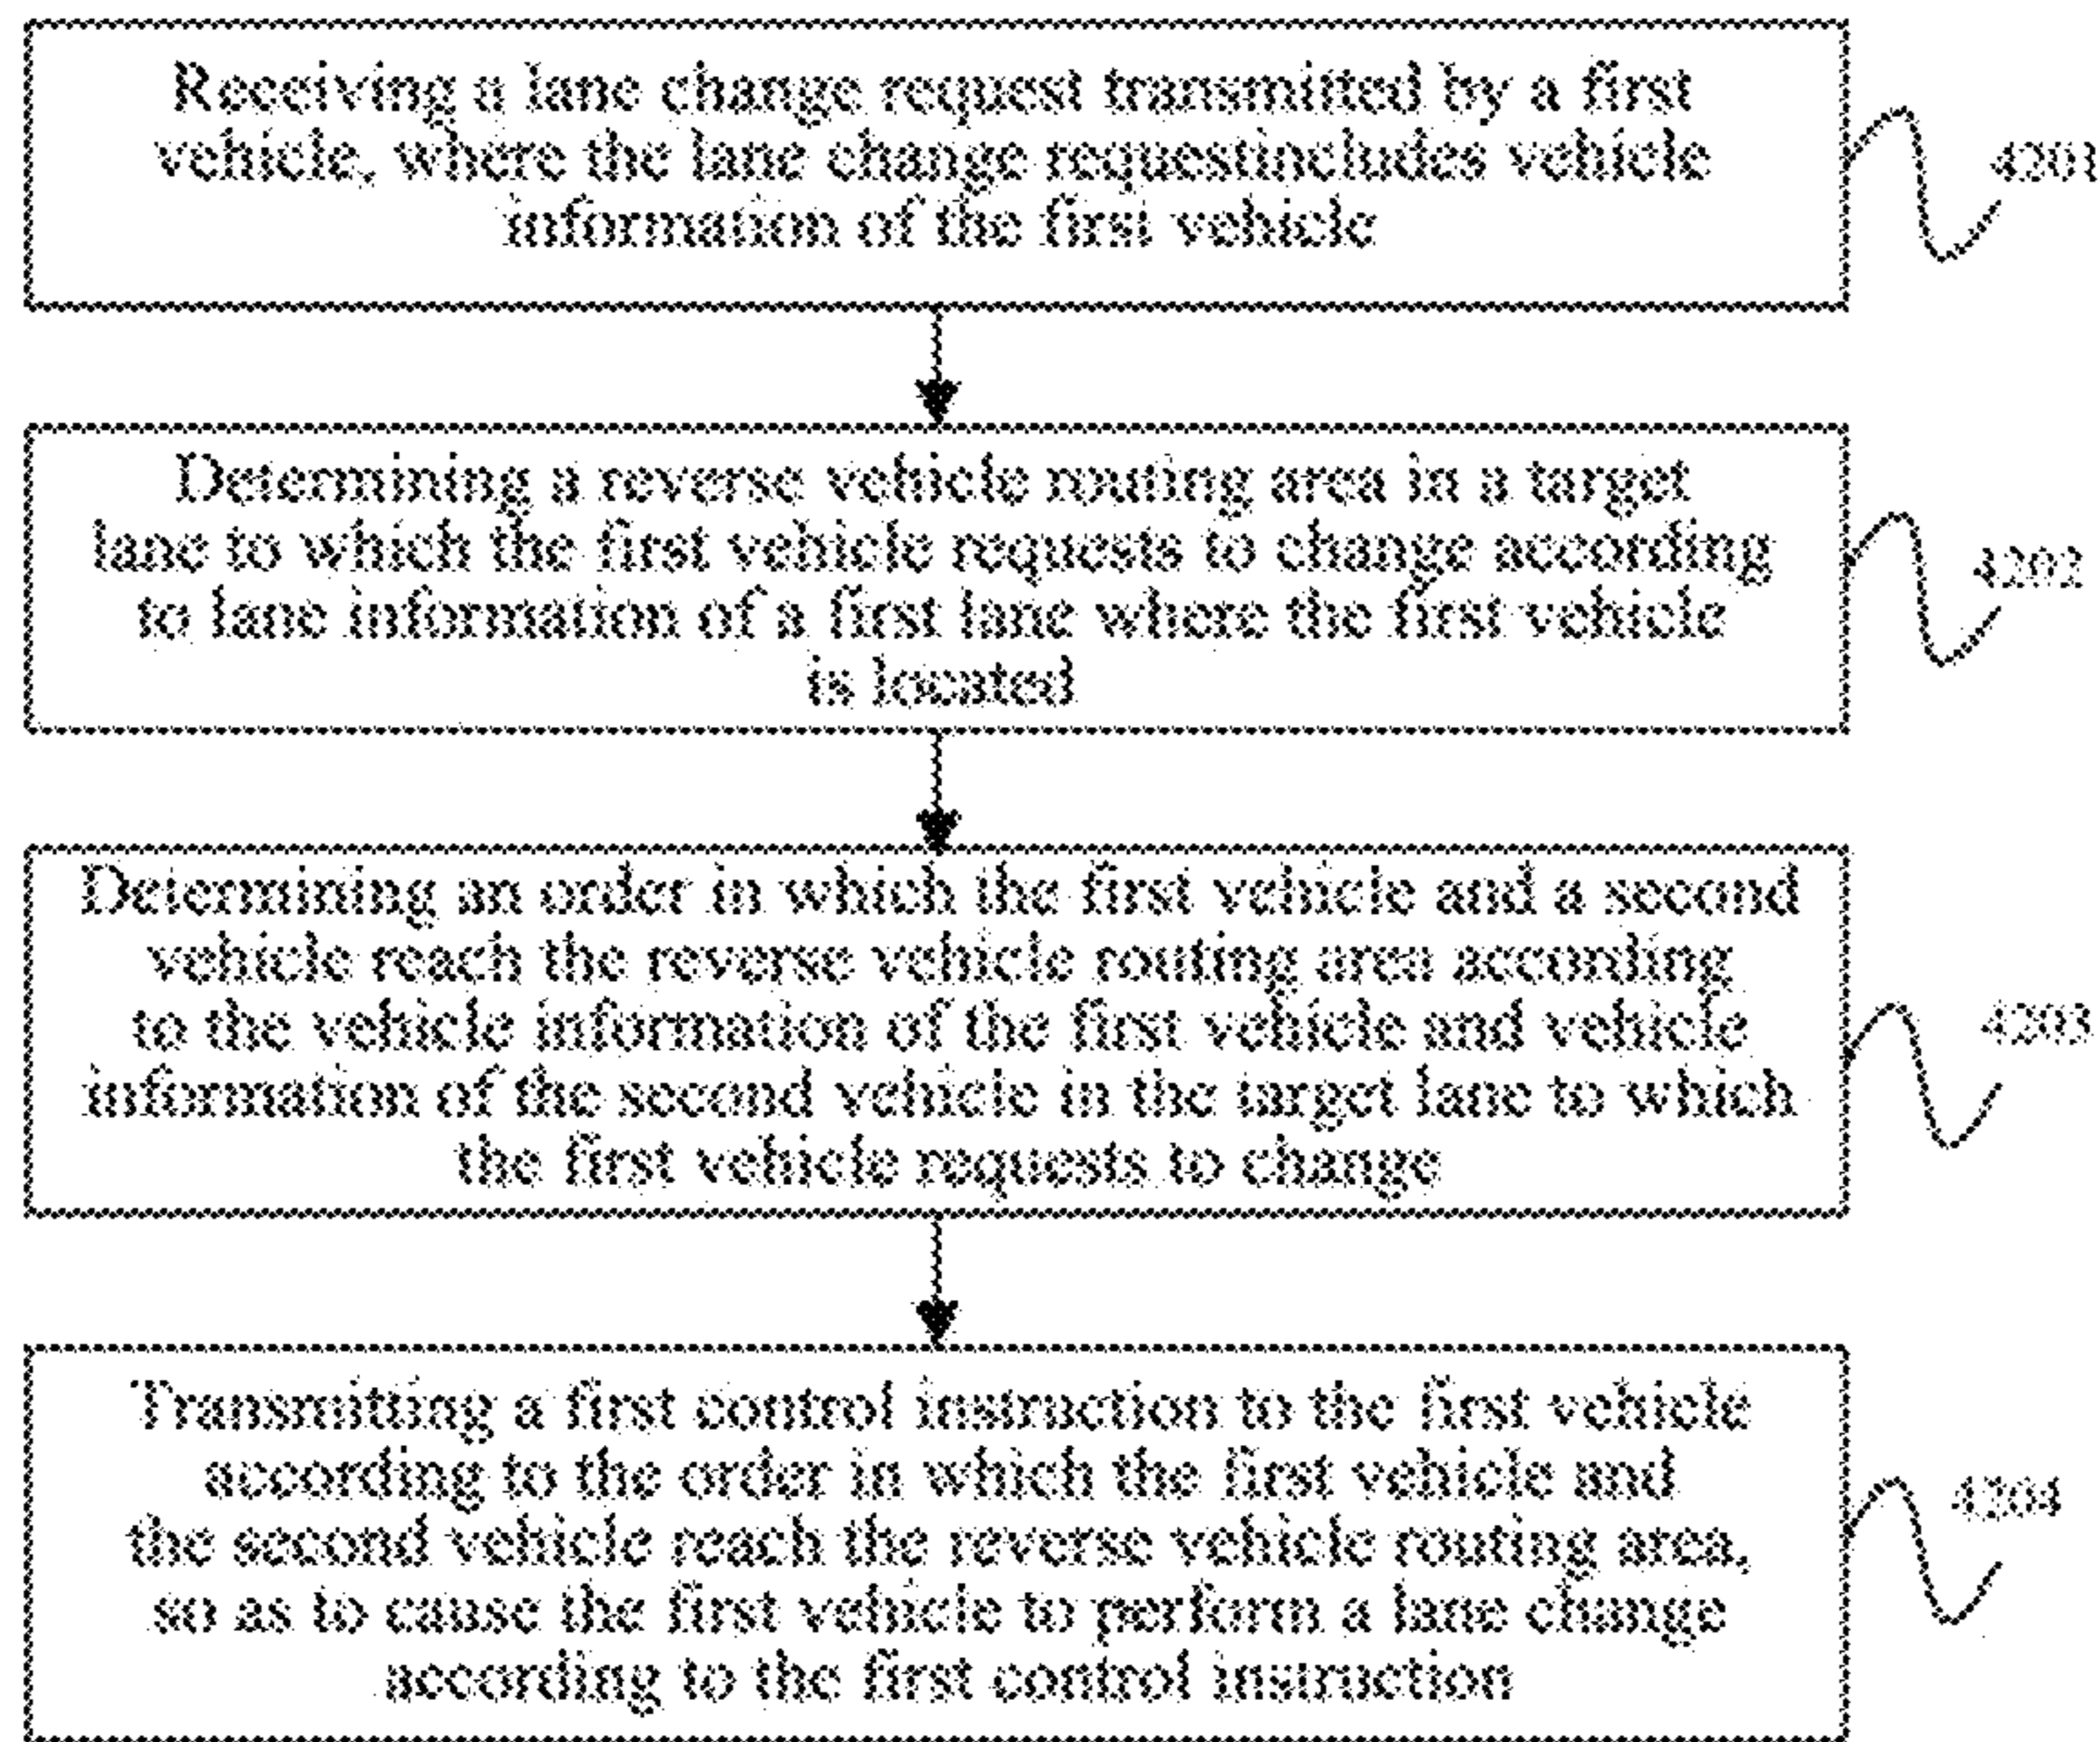 Receiving a lane change request transmitted by a first
vehicle, where the lane change requestincludes vehicle
information of the first vehicle
4201
Determining a reverse vehicle routing area in a target
lane to which the first vehicle requests to change according
to lane information of a first lane where the first vehicle
is located
4202
Determining an order in which the first vehicle and a second
vehicle reach the reverse vehicle routing area according
to the vehicle information of the first vehicle and vehicle
information of the second vehicle in the target lane to which
the first vehicle requests to change
4203
Transmitting a first control instruction to the first vehicle
according to the order in which the first vehicle and
the second vehicle reach the reverse vehicle routing area,
so as to cause the first vehicle to perform a lane change
according to the first control instruction
4204